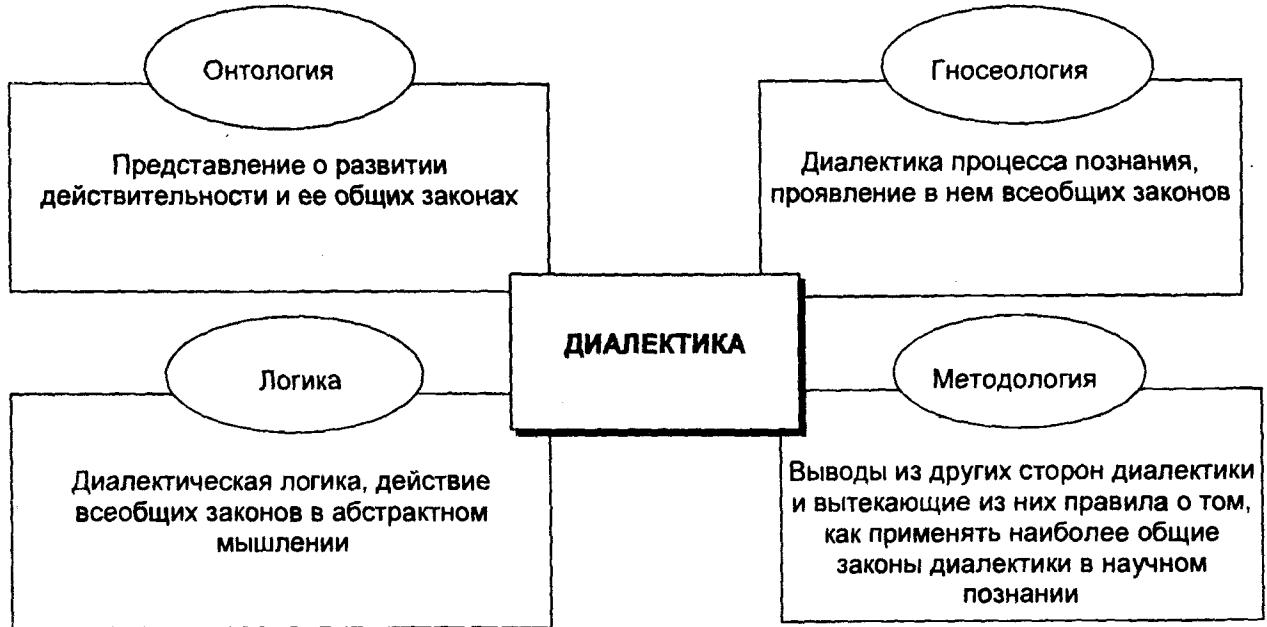 Онтология
Представление о развитии
действительности и ее общих законах
Гносеология
Диалектика процесса познания,
проявление в нем всеобщих законов
ДИАЛЕКТИКА
Логика
Диалектическая логика, действие
всеобщих законов в абстрактном
мышлении
Методология
Выводы из других сторон диалектики
и вытекающие из них правила о том,
как применять наиболее общие
законы диалектики в научном
познании